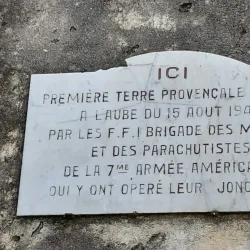 ICI
PREMIÈRE TERRE PROVENÇALE
A L'AUBE DU 15 AOUT 194
PAR LES F.F.I BRIGADE DES
ET DES PARACHUTISTES
DE LA 7ME ARMÉE AMÉRICA
QUI Y ONT OPÉRÉ LEUR JONC